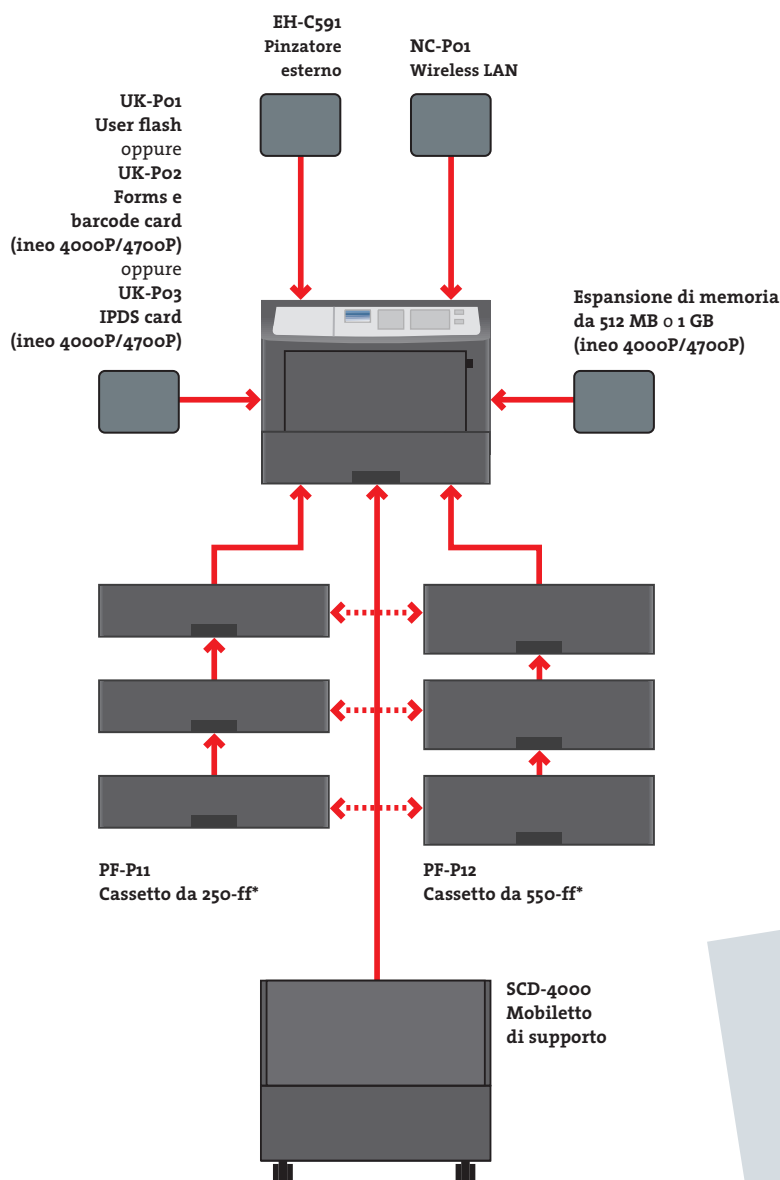 EH-C591
Pinzatore
esterno
NC-P01
Wireless LAN
UK-P01
User flash
oppure
UK-P02
Forms e
barcode card
(ineo 4000P/4700P)
oppure
UK-P03
IPDS card
(ineo 4000P/4700P)
Espansione di memoria
da 512 MB o 1 GB
(ineo 4000P/4700P)
PF-P11
Cassetto da 250-ff*
PF-P12
Cassetto da 550-ff*
SCD-4000
Mobiletto
di supporto